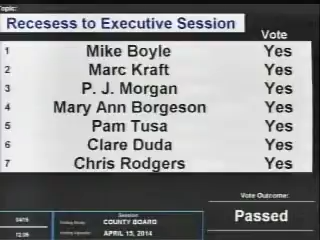 Topic:
Recesess to Executive Session
Vote
1 Mike Boyle Yes
2 Marc Kraft Yes
3 P. J. Morgan Yes
4 Mary Ann Borgeson Yes
5 Pam Tusa Yes
6 Clare Duda Yes
7 Chris Rodgers Yes
Vote Outcome:
Passed
Session
COUNTY BOARD
APRIL 15, 2014